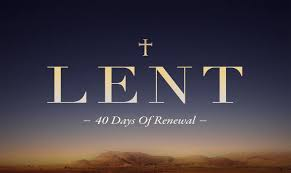 LENT
– 40 Days Of Renewal –